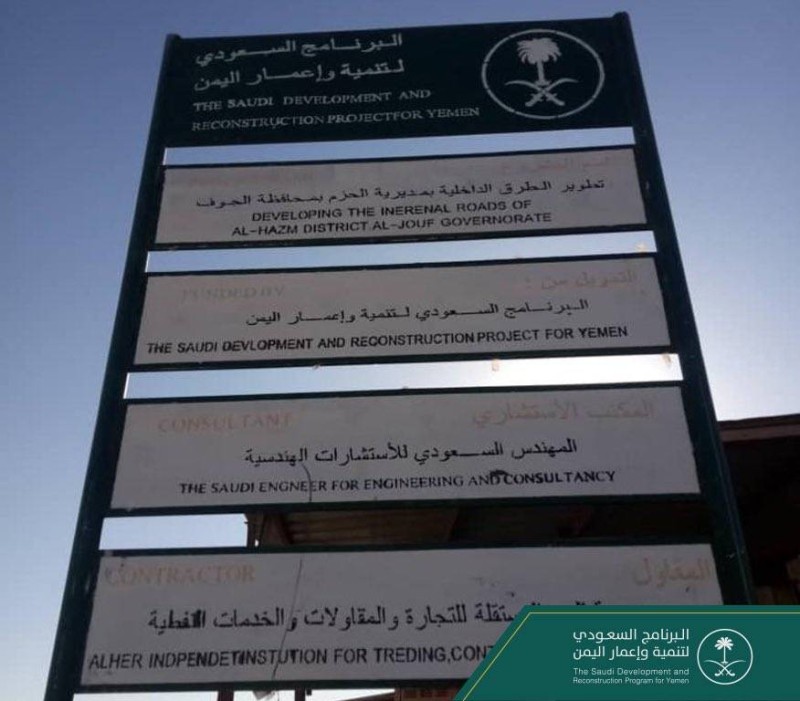 البرنامج السعودي
لتنمية وإعمار اليمن
THE SAUDI DEVELOPMENT AND
RECONSTRUCTION PROJECTFOR YEMEN
تطوير الطرق الداخلية بمديرية الحزم بمحافظة الجوف
DEVELOPING THE INERENAL ROADS OF
AL-HAZM DISTRICT.AL-JOUF GOVERNORATE
FUNDED BY
التمويل من :
البرنامج السعودي لتنمية وإعمار اليمن
THE SAUDI DEVLOPMENT AND RECONSTRUCTION PROJECT FOR YEMEN
CONSULTANT
المكتب الأستشاري
المهندس السعودي للأستشارات الهندسية
THE SAUDI ENGNEER FOR ENGINEERING AND CONSULTANCY
CONTRACTOR
المقاول
للتجارة والمقاولات والخدمات النفطية
ALHER INDPENDETINSTUTION FOR TREDING,CONT
البرنامج السعودي
لتنمية وإعمار اليمن
The Saudi Development and
Reconstruction Program for Yemen